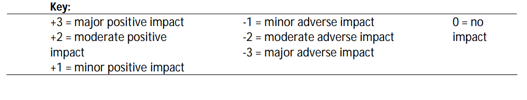 Key:
+3 = major positive impact
+2 = moderate positive
impact
+1 = minor positive impact
-1 = minor adverse impact
-2 = moderate adverse impact
-3 = major adverse impact
0 = no
impact